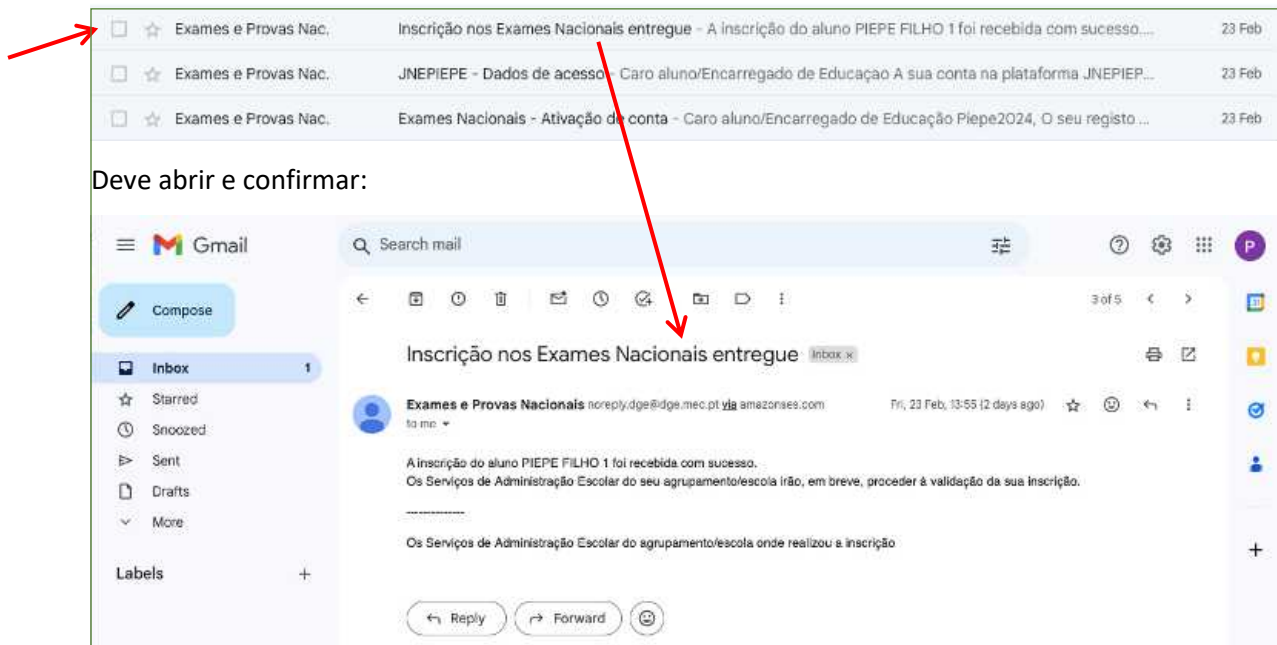 Exames e Provas Nac. Inscrição nos Exames Nacionais entregue - A inscrição do aluno PIEPE FILHO 1 foi recebida com sucesso.... 23 Feb
Exames e Provas Nac. JNEPIEPE - Dados de acesso - Caro aluno/Encarregado de Educaçao A sua conta na plataforma JNEPIEP... 23 Feb
Exames e Provas Nac. Exames Nacionais - Ativação de conta - Caro aluno/Encarregado de Educação Piepe2024, O seu registo ... 23 Feb
Deve abrir e confirmar:
Gmail Search mail P
Compose 3 of 5
Inscrição nos Exames Nacionais entregue Inbox x
Inbox 1
Starred
Exames e Provas Nacionais noreply.dge@dge.mec.pt via amazonses.com Fri, 23 Feb, 13:55 (2 days ago)
to me
Snoozed
Sent
A inscrição do aluno PIEPE FILHO 1 foi recebida com sucesso.
Os Serviços de Administração Escolar do seu agrupamento/escola irão, em breve, proceder à validação da sua inscrição.
Drafts
--------------
More
Os Serviços de Administração Escolar do agrupamento/escola onde realizou a inscrição
Labels +
Reply Forward